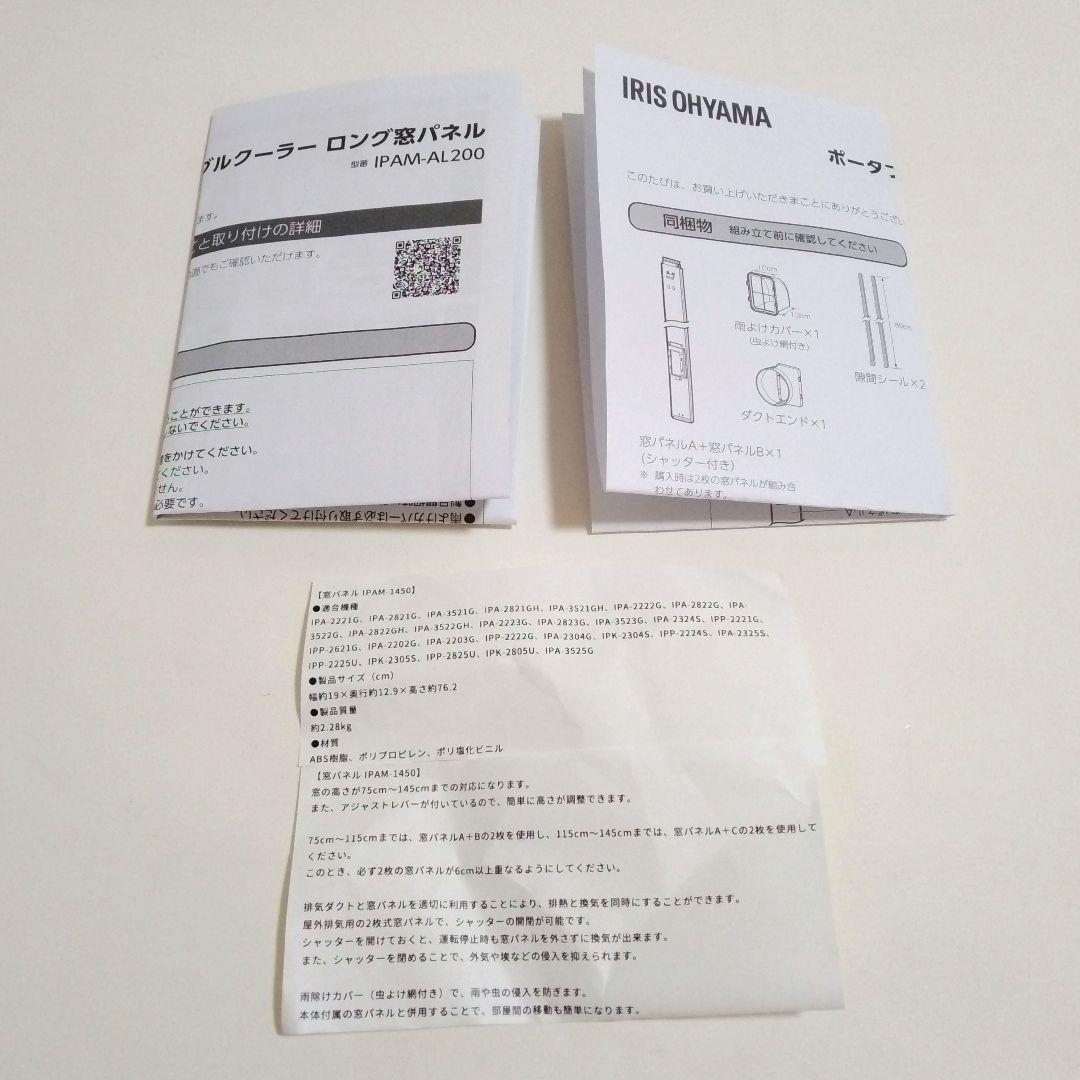 ブルクーラー ロング窓パネル
型番 IPAM-AL200
ます。
と取り付けの詳細
画でもご確認いただけます。
ことができます。
ないでください。
をかけてください。
ください。
せん。
必要です。
●雨よけカバーは必ず取り付けてください
IRIS OHYAMA
ポータブ
このたびは、お買い上げいただきまことにありがとうござい
同梱物 組み立て前に確認してください
10cm
1.3cm
80cm
雨よけカバー×1
(虫よけ網付き)
隙間シール×2
ダクトエンド×1
窓パネルA+窓パネルB×1
(シャッター付き)
※ 購入時は2枚の窓パネルが組み合
わせてあります。
【窓パネル IPAM-1450】
●適合機種
IPA-2221G、IPA-2821G、IPA-3521G、IPA-2821GH、IPA-3521GH、IPA-2222G、IPA-2822G、IPA-
3522G、IPA-2822GH、IPA-3522GH、IPA-2223G、IPA-2823G、IPA-3523G、IPA-2324S、IPP-2221G、
IPP-2621G、IPA-2202G、IPA-2203G、IPP-2222G、IPA-2304G、IPK-2304S、IPP-2224S、IPA-2325S、
IPP-2225U、IPK-2305S、IPP-2825U、IPK-2805U、IPA-3525G
●製品サイズ（cm）
幅約19×奥行約12.9×高さ約76.2
●製品質量
約2.28kg
●材質
ABS樹脂、ポリプロピレン、ポリ塩化ビニル
【窓パネル IPAM-1450】
窓の高さが75cm～145cmまでの対応になります。
また、アジャストレバーが付いているので、簡単に高さが調整できます。
75cm～115cmまでは、窓パネルA+Bの2枚を使用し、115cm～145cmまでは、窓パネルA+Cの2枚を使用して
ください。
このとき、必ず2枚の窓パネルが6cm以上重なるようにしてください。
排気ダクトと窓パネルを適切に利用することにより、排熱と換気を同時にすることができます。
屋外排気用の2枚式窓パネルで、シャッターの開閉が可能です。
シャッターを開けておくと、運転停止時も窓パネルを外さずに換気が出来ます。
また、シャッターを閉めることで、外気や埃などの侵入を抑えられます。
雨除けカバー（虫よけ網付き）で、雨や虫の侵入を防ぎます。
本体付属の窓パネルと併用することで、部屋間の移動も簡単になります。